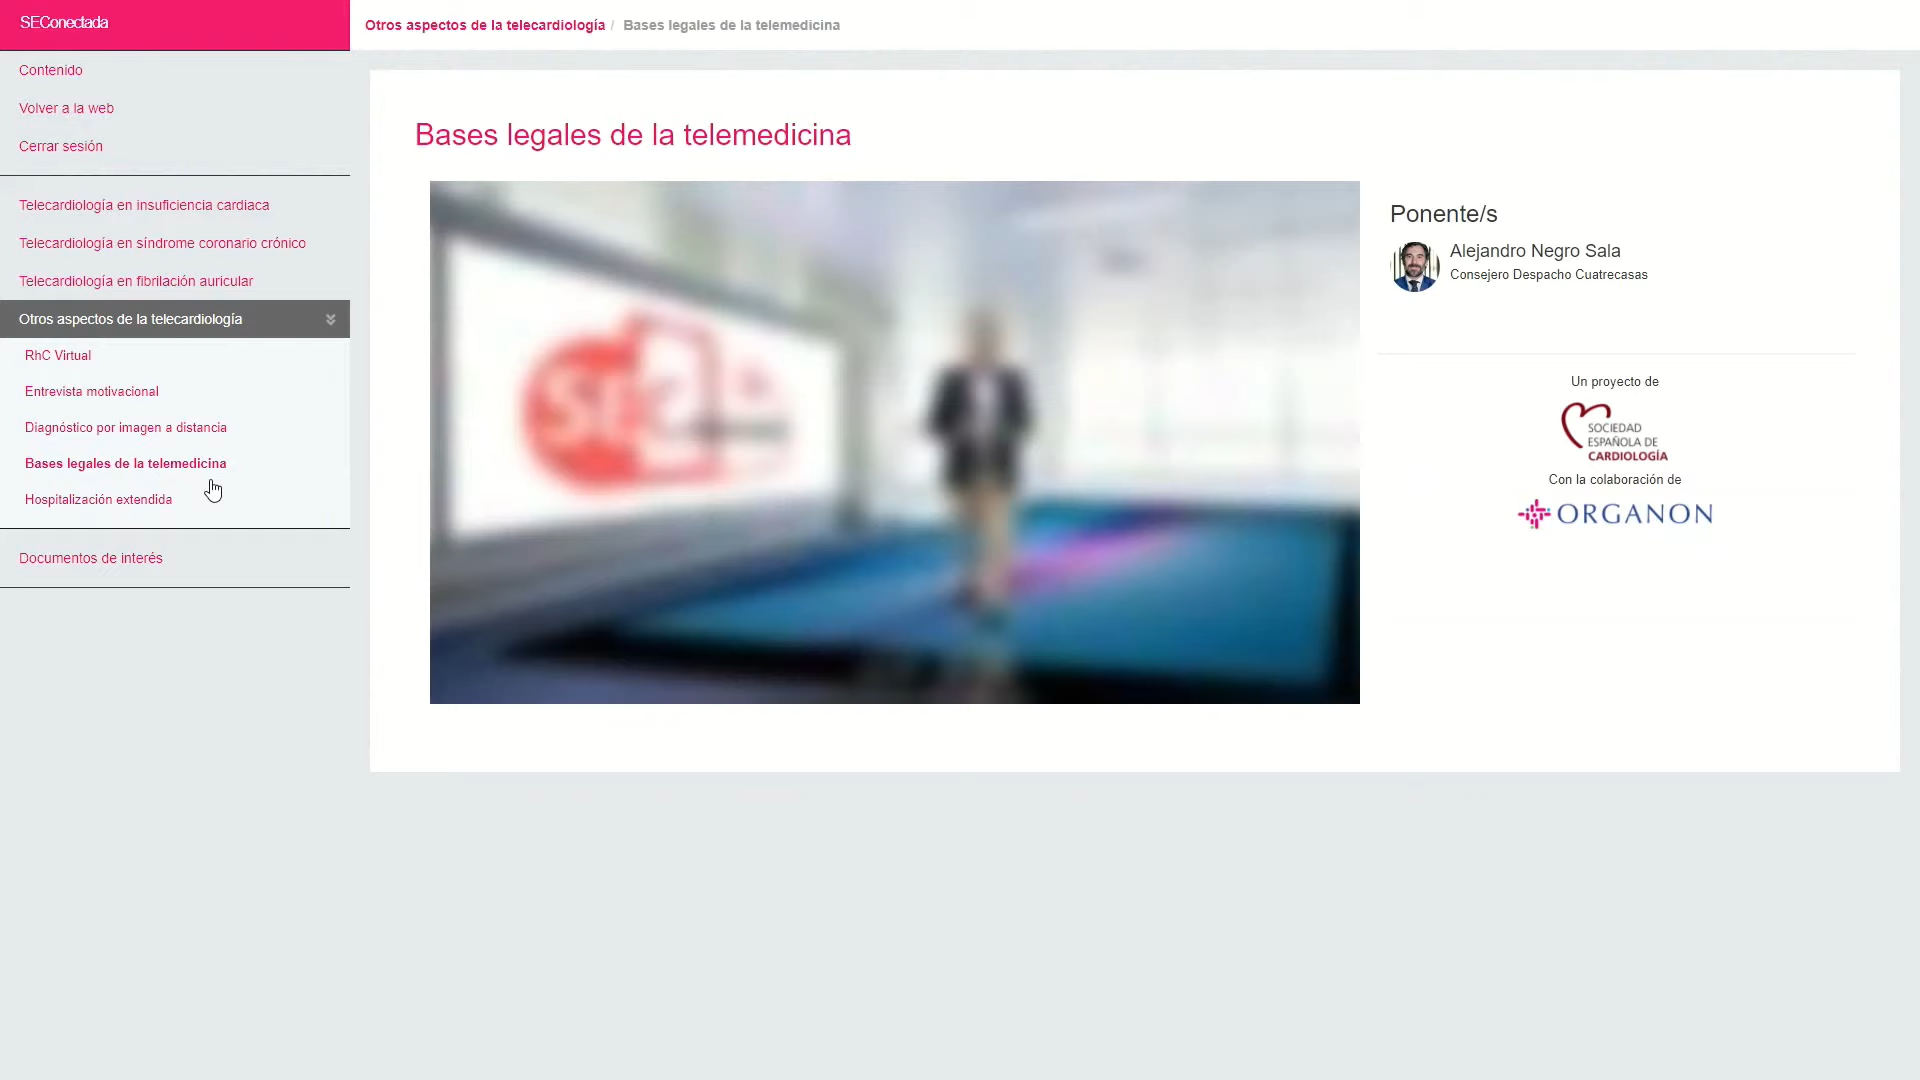 SEConectada
Otros aspectos de la telecardiología / Bases legales de la telemedicina
Contenido
Volver a la web
Cerrar sesión
Telecardiología en insuficiencia cardiaca
Telecardiología en síndrome coronario crónico
Telecardiología en fibrilación auricular
Otros aspectos de la telecardiología
RhC Virtual
Entrevista motivacional
Diagnóstico por imagen a distancia
Bases legales de la telemedicina
Hospitalización extendida
Documentos de interés
Bases legales de la telemedicina
Ponente/s
Alejandro Negro Sala
Consejero Despacho Cuatrecasas
Un proyecto de
SOCIEDAD
ESPAÑOLA DE
CARDIOLOGÍA
Con la colaboración de
ORGANON